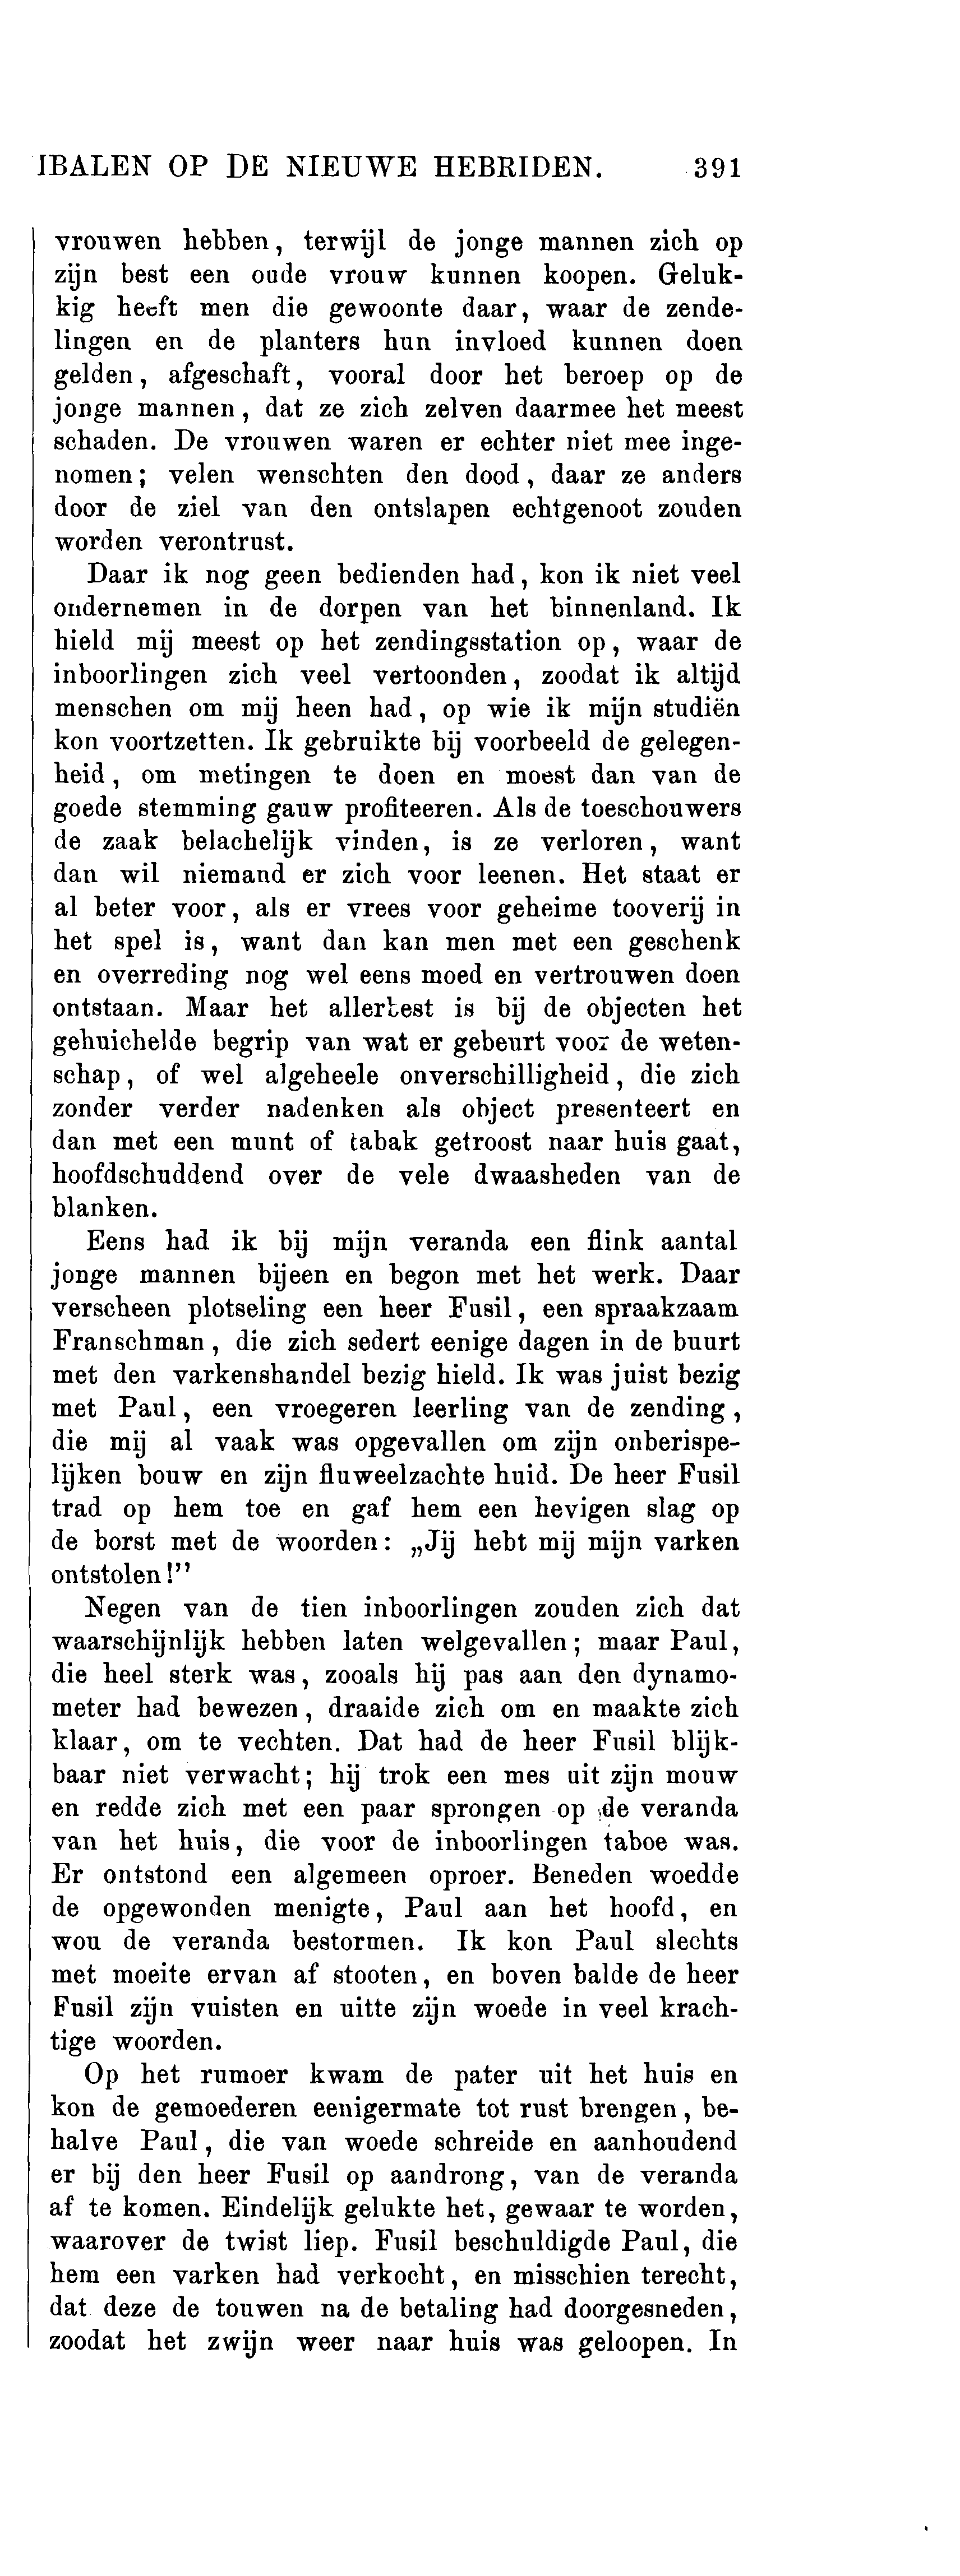 IBALEN OP DE NIEUWE HEBRIDEN. 391
vrouwen hebben, terwijl de jonge mannen zich op
zijn best een oude vrouw kunnen koopen. Geluk-
kig heeft men die gewoonte daar, waar de zende-
lingen en de planters hun invloed kunnen doen
gelden, afgeschaft, vooral door het beroep op de
jonge mannen, dat ze zich zelven daarmee het meest
schaden. De vrouwen waren er echter niet mee inge-
nomen; velen wenschten den dood, daar ze anders
door de ziel van den ontslapen echtgenoot zouden
worden verontrust.
Daar ik nog geen bedienden had, kon ik niet veel
ondernemen in de dorpen van het binnenland. Ik
hield mij meest op het zendingsstation op, waar de
inboorlingen zich veel vertoonden, zoodat ik altijd
menschen om mij heen had, op wie ik mijn studiën
kon voortzetten. Ik gebruikte bij voorbeeld de gelegen-
heid, om metingen te doen en moest dan van de
goede stemming gauw profiteeren. Als de toeschouwers
de zaak belachelijk vinden, is ze verloren, want
dan wil niemand er zich voor leenen. Het staat er
al beter voor, als er vrees voor geheime tooverij in
het spel is, want dan kan men met een geschenk
en overreding nog wel eens moed en vertrouwen doen
ontstaan. Maar het allerbest is bij de objecten het
gehuichelde begrip van wat er gebeurt voor de weten-
schap, of wel algeheele onverschilligheid, die zich
zonder verder nadenken als object presenteert en
dan met een munt of tabak getroost naar huis gaat,
hoofdschuddend over de vele dwaasheden van de
blanken.
Eens had ik bij mijn veranda een flink aantal
jonge mannen bijeen en begon met het werk. Daar
verscheen plotseling een heer Fusil, een spraakzaam
Franschman, die zich sedert eenige dagen in de buurt
met den varkenshandel bezig hield. Ik was juist bezig
met Paul, een vroegeren leerling van de zending,
die mij al vaak was opgevallen om zijn onberispe-
lijken bouw en zijn fluweelzachte huid. De heer Fusil
trad op hem toe en gaf hem een hevigen slag op
de borst met de woorden: „Jij hebt mij mijn varken
ontstolen!”
Negen van de tien inboorlingen zouden zich dat
waarschijnlijk hebben laten welgevallen; maar Paul,
die heel sterk was, zooals hij pas aan den dynamo-
meter had bewezen, draaide zich om en maakte zich
klaar, om te vechten. Dat had de heer Fusil blijk-
baar niet verwacht; hij trok een mes uit zijn mouw
en redde zich met een paar sprongen op de veranda
van het huis, die voor de inboorlingen taboe was.
Er ontstond een algemeen oproer. Beneden woedde
de opgewonden menigte, Paul aan het hoofd, en
wou de veranda bestormen. Ik kon Paul slechts
met moeite ervan af stooten, en boven balde de heer
Fusil zijn vuisten en uitte zijn woede in veel krach-
tige woorden.
Op het rumoer kwam de pater uit het huis en
kon de gemoederen eenigermate tot rust brengen, be-
halve Paul, die van woede schreide en aanhoudend
er bij den heer Fusil op aandrong, van de veranda
af te komen. Eindelijk gelukte het, gewaar te worden,
waarover de twist liep. Fusil beschuldigde Paul, die
hem een varken had verkocht, en misschien terecht,
dat deze de touwen na de betaling had doorgesneden,
zoodat het zwijn weer naar huis was geloopen. In